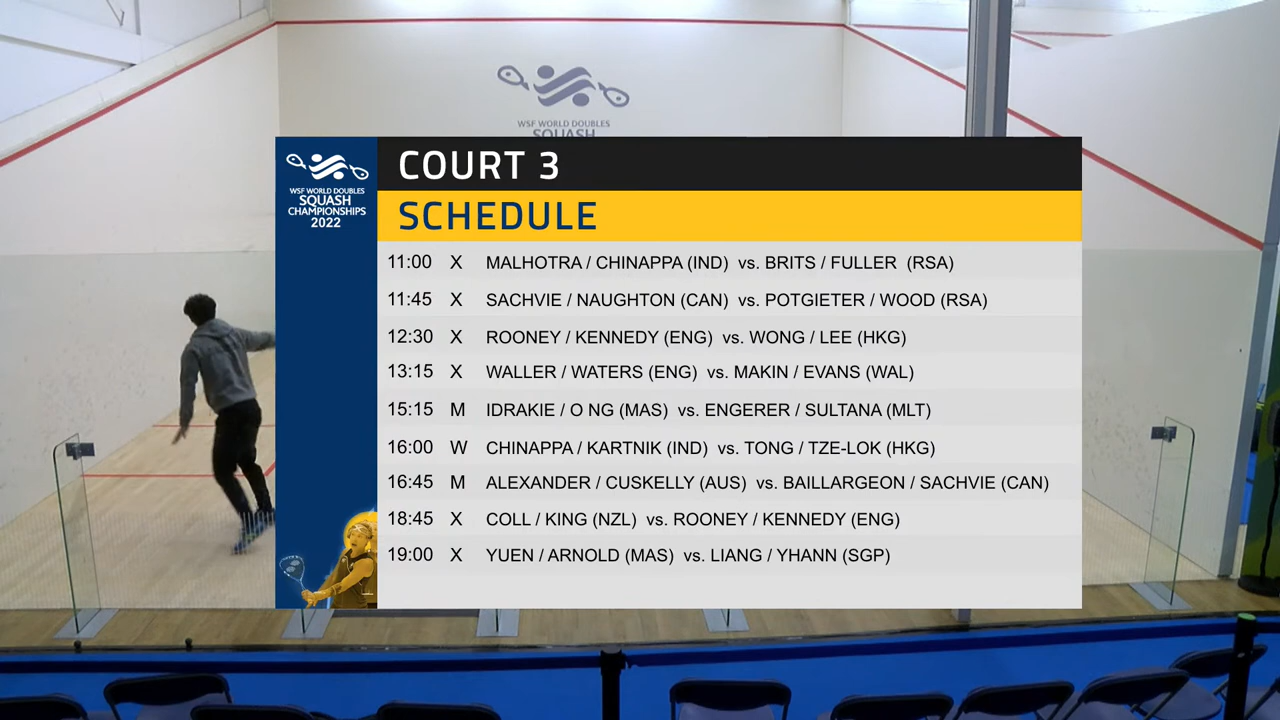 WSF WORLD DOUBLES
SQUASH
WSF WORLD DOUBLES
SQUASH
CHAMPIONSHIPS
2022
COURT 3
SCHEDULE
11:00 X MALHOTRA / CHINAPPA (IND) vs. BRITS / FULLER (RSA)
11:45 X SACHVIE / NAUGHTON (CAN) vs. POTGIETER / WOOD (RSA)
12:30 X ROONEY / KENNEDY (ENG) vs. WONG / LEE (HKG)
13:15 X WALLER / WATERS (ENG) vs. MAKIN / EVANS (WAL)
15:15 M IDRAKIE / O NG (MAS) vs. ENGERER / SULTANA (MLT)
16:00 W CHINAPPA / KARTNIK (IND) vs. TONG / TZE-LOK (HKG)
16:45 M ALEXANDER / CUSKELLY (AUS) vs. BAILLARGEON / SACHVIE (CAN)
18:45 X COLL / KING (NZL) vs. ROONEY / KENNEDY (ENG)
19:00 X YUEN / ARNOLD (MAS) vs. LIANG / YHANN (SGP)